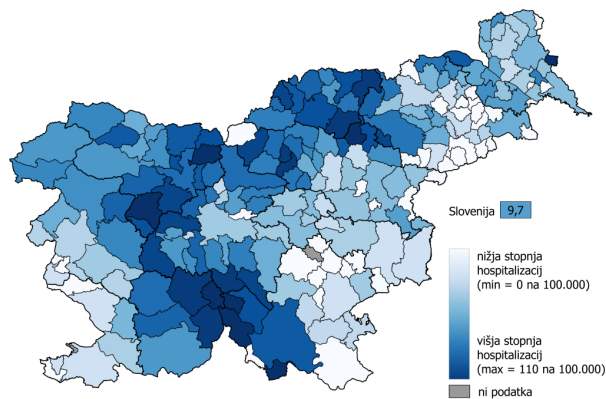 Slovenija 9,7
nižja stopnja
hospitalizacij
(min = 0 na 100.000)
višja stopnja
hospitalizacij
(max = 110 na 100.000)
ni podatka